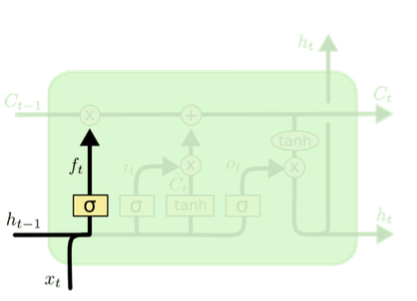 h_t
C_{t-1} × + C_t
tanh
f_t i_t × C̃_t o_t ×
σ σ tanh σ
h_{t-1} h_t
x_t